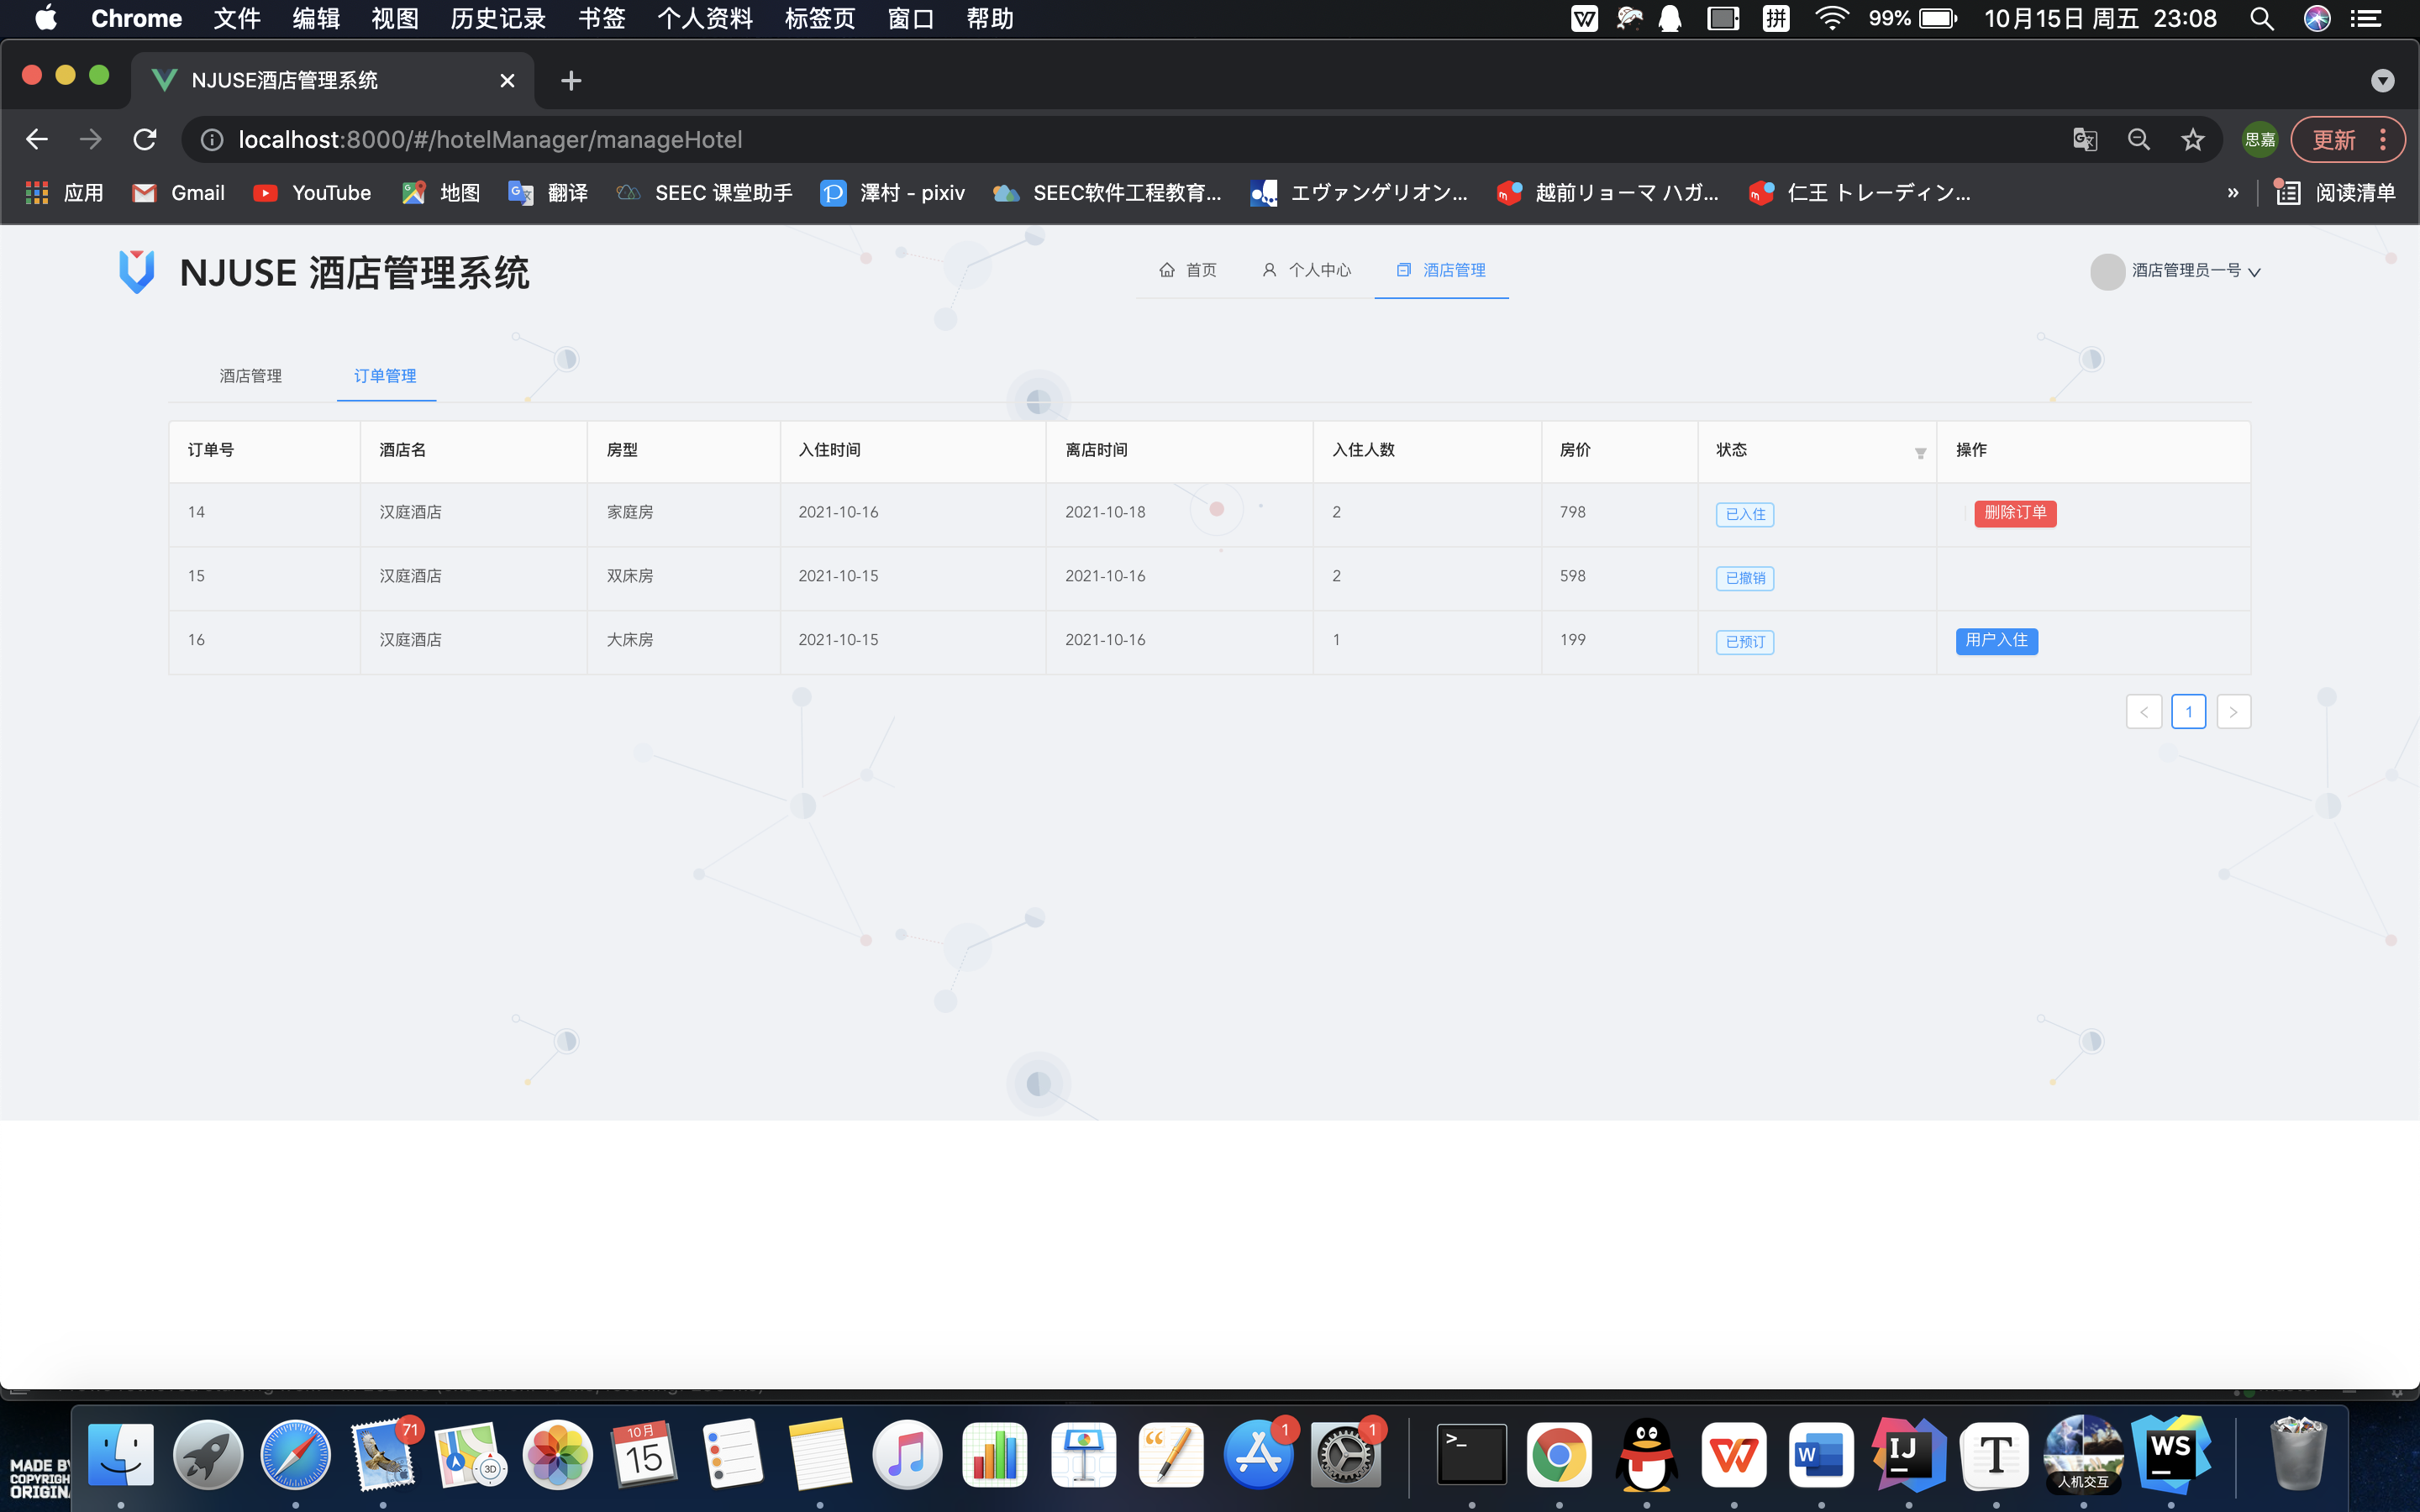 Chrome 文件 编辑 视图 历史记录 书签 个人资料 标签页 窗口 帮助 拼 99% 10月15日 周五 23:08
NJUSE酒店管理系统
localhost:8000/#/hotelManager/manageHotel 思嘉 更新
应用 Gmail YouTube 地图 翻译 SEEC 课堂助手 澤村 - pixiv SEEC软件工程教育... エヴァンゲリオン... 越前リョーマ ハガ... 仁王 トレーディン... » 阅读清单
NJUSE 酒店管理系统 首页 个人中心 酒店管理 酒店管理员一号
酒店管理 订单管理
订单号 酒店名 房型 入住时间 离店时间 入住人数 房价 状态 操作
14 汉庭酒店 家庭房 2021-10-16 2021-10-18 2 798 已入住 删除订单
15 汉庭酒店 双床房 2021-10-15 2021-10-16 2 598 已撤销
16 汉庭酒店 大床房 2021-10-15 2021-10-16 1 199 已预订 用户入住
< 1 >
71 10月 15 3D 1 1 >_ W IJ T 人机交互 WS
MADE BY
COPYRIGH
ORIGINA